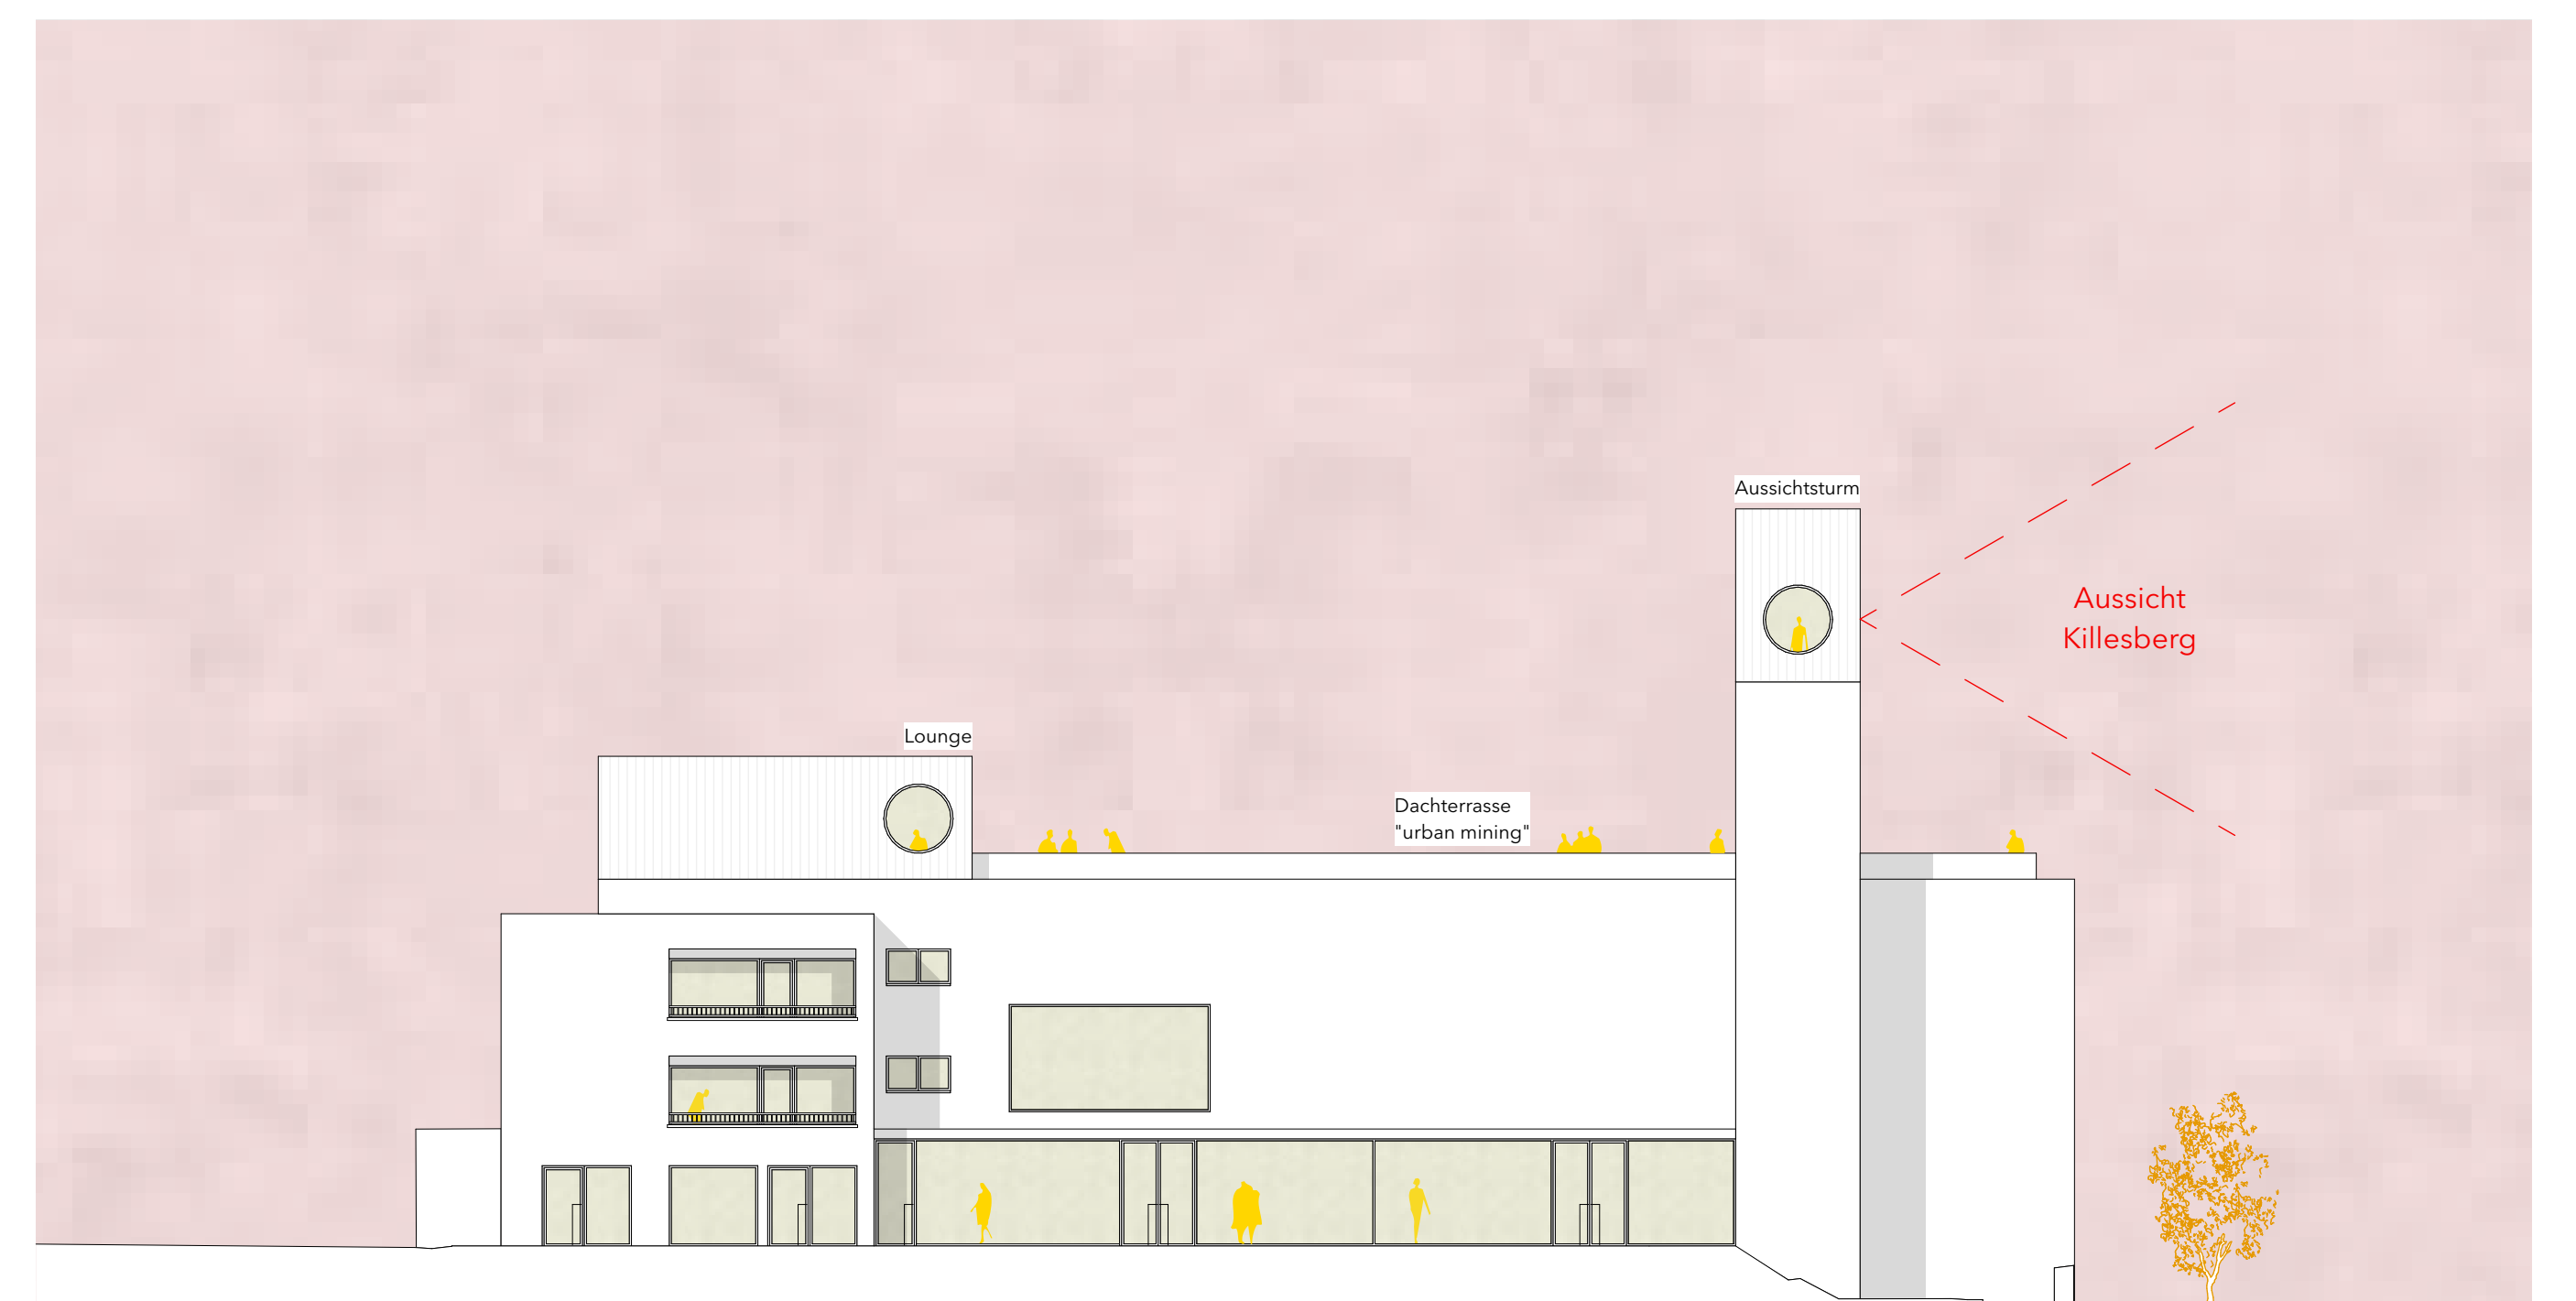 Aussichtsturm
Aussicht
Killesberg
Lounge
Dachterrasse
"urban mining"